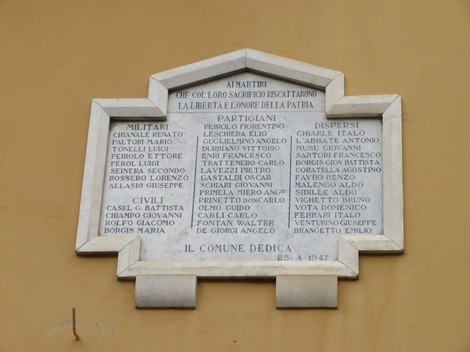 AI MARTIRI
CHE COL LORO SACRIFICIO RISCATTARONO
LA LIBERTÀ E L'ONORE DELLA PATRIA
MILITARI
CHIANALE RENATO
PALTORI MARIO
TONELLI LUIGI
PEIROLO ETTORE
PEROL LUIGI
SEINERA SECONDO
ROSSERO LORENZO
ALLASIO GIUSEPPE
CIVILI
CASEL G. BATTISTA
CHIAMPO GIOVANNI
ROLFO GIACOMO
BORGIS MARIA
PARTIGIANI
PEIROLO FIORENTINO
LESCHIERA ELIO
GUGLIELMINO ANGELO
DURBIANO VITTORIO
ENRI FRANCESCO
TRATTENERO CARLO
LAVEZZI PIETRO
GASTALDI OSCAR
SCHIARI GIOVANNI
PRIMELA MIERO ANGLO
PRINETTO DON CARLO
OLMO GUIDO
CARLI CARLO
FONTAN WALTER
DE GIORGI ANGELO
DISPERSI
CHIARLE ITALO
L'ABBATE ANTONIO
MUSU GIOVANNI
SARTORI FRANCESCO
BORGIS GIOV BATTISTA
CORATELLA AGOSTINO
FAVRO RENZO
MALENGO ALDO
SIBILLE ALDO
VIGHETTO BRUNO
VOTA DOMENICO
FERRARI ITALO
VENTURINO GIUSEPPE
BRANGETTO EMILIO
IL COMUNE DEDICA
25-4-1947